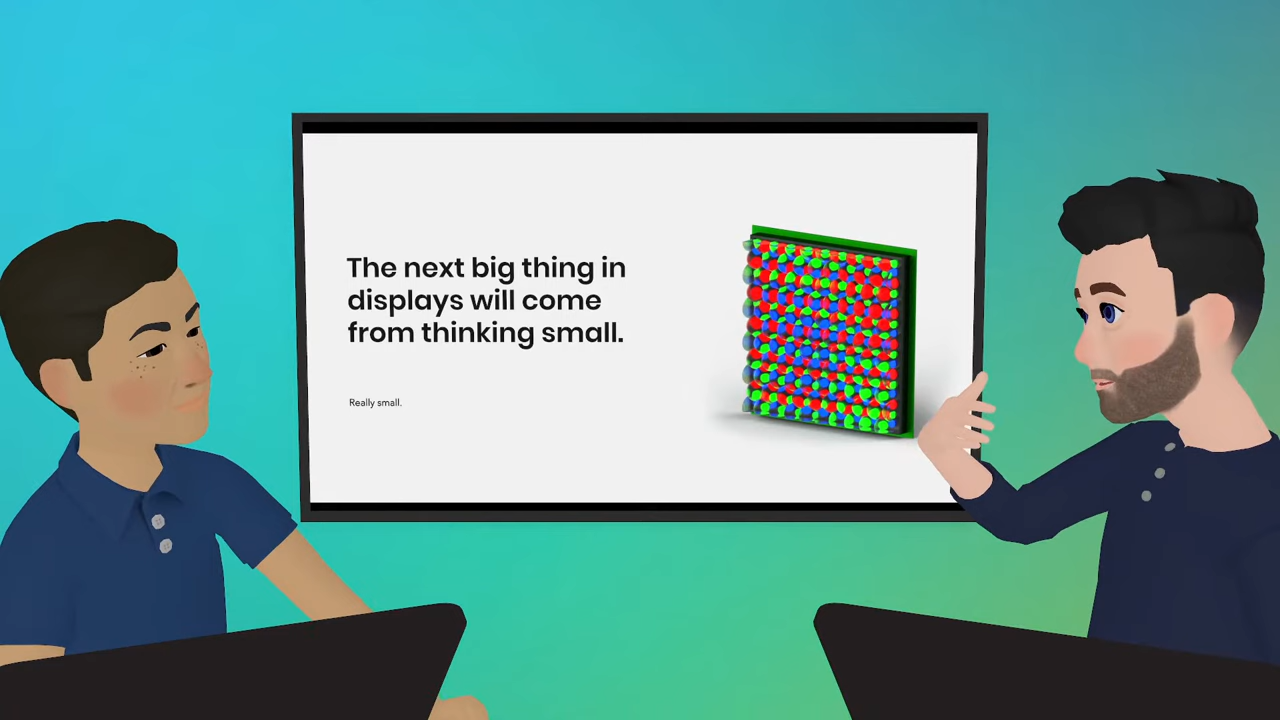 The next big thing in
displays will come
from thinking small.
Really small.